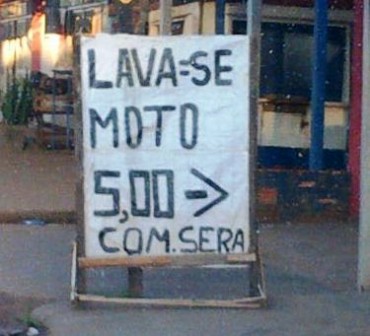 LAVA=SE
MOTO
5,00->
COM.SERA